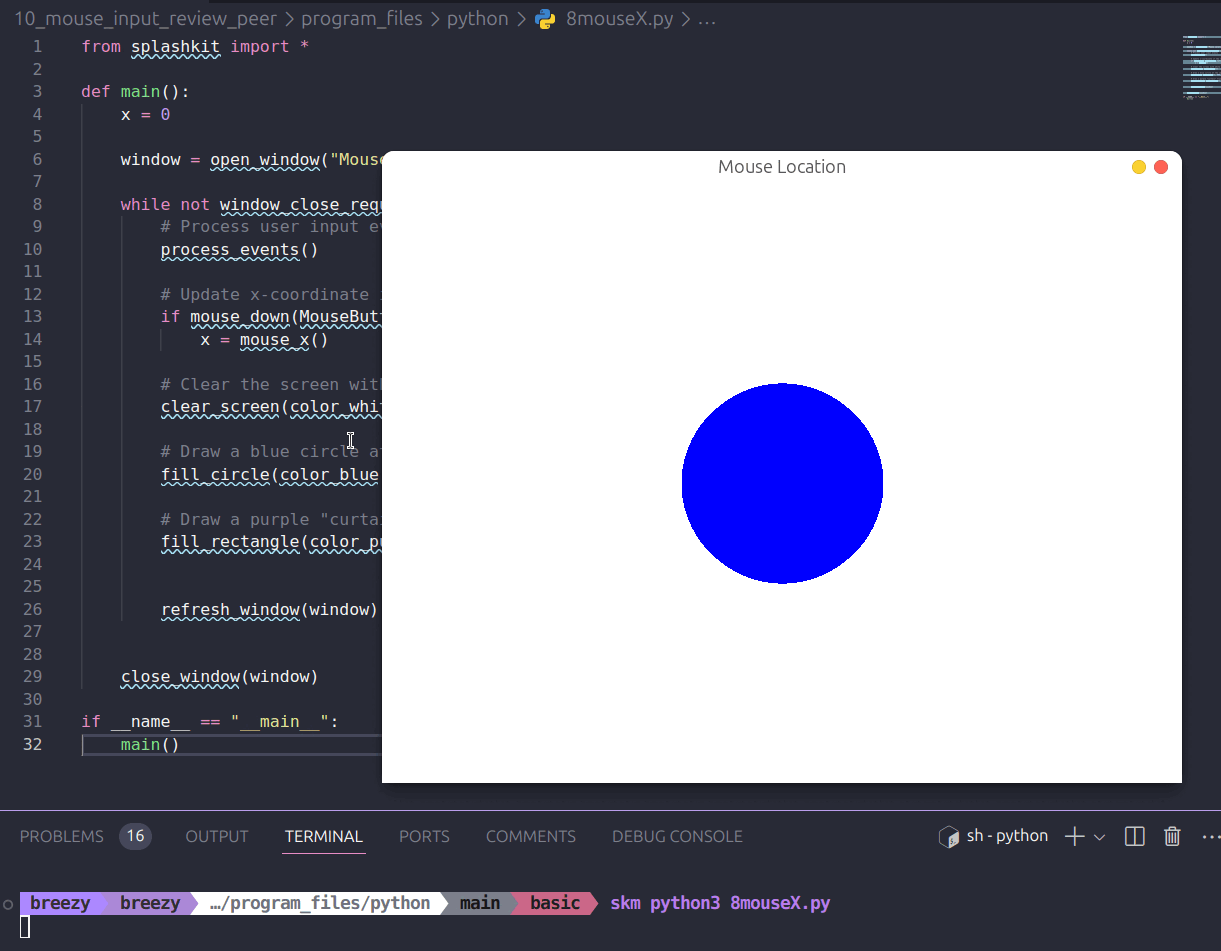 10_mouse_input_review_peer > program_files > python > 8mouseX.py > ...
1 from splashkit import *
2
3 def main():
4 x = 0
5
6 window = open_window("Mouse
7
8 while not window_close_requ
9 # Process user input ev
10 process_events()
11
12 # Update x-coordinate
13 if mouse_down(MouseButt
14 x = mouse_x()
15
16 # Clear the screen with
17 clear_screen(color_whit
18
19 # Draw a blue circle a
20 fill_circle(color_blue
21
22 # Draw a purple "curtai
23 fill_rectangle(color_pu
24
25
26 refresh_window(window)
27
28
29 close_window(window)
30
31 if __name__ == "__main__":
32 main()
Mouse Location
PROBLEMS 16 OUTPUT TERMINAL PORTS COMMENTS DEBUG CONSOLE sh - python
breezy breezy …/program_files/python main basic skm python3 8mouseX.py